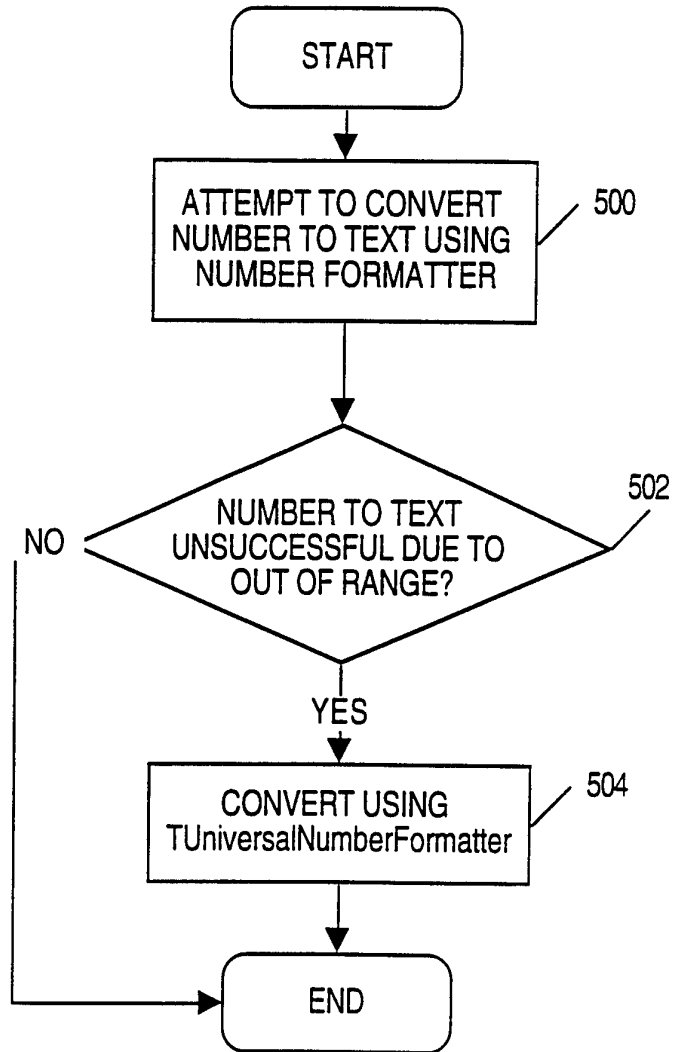 START
ATTEMPT TO CONVERT
NUMBER TO TEXT USING
NUMBER FORMATTER
500
NUMBER TO TEXT
UNSUCCESSFUL DUE TO
OUT OF RANGE?
502
NO
YES
CONVERT USING
TUniversalNumberFormatter
504
END